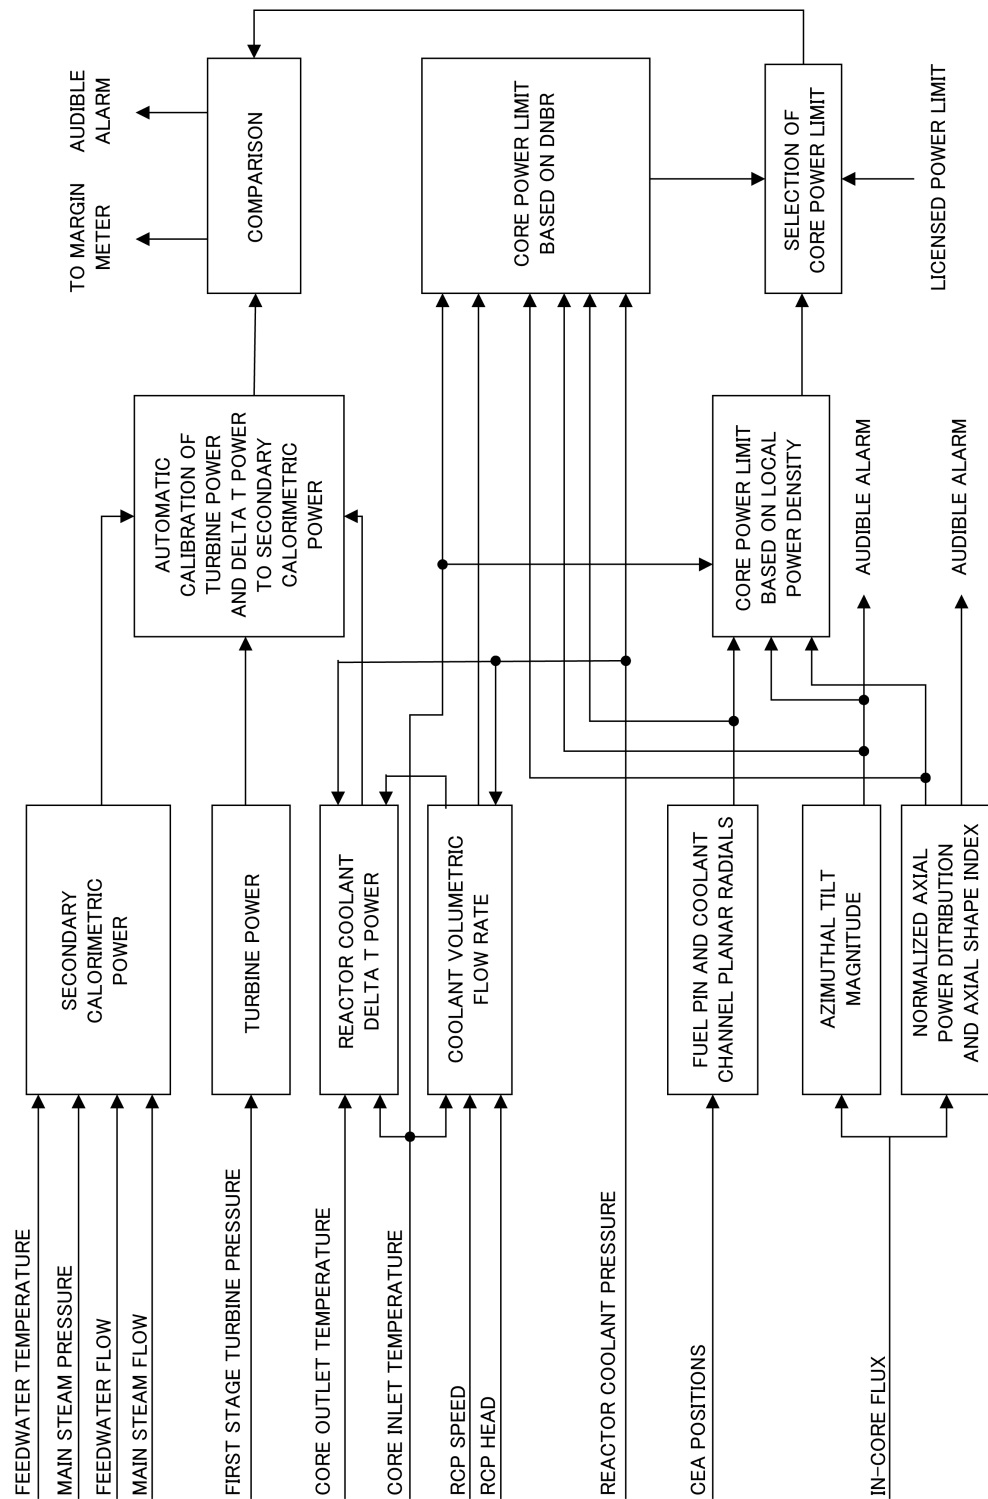 FEEDWATER TEMPERATURE
MAIN STEAM PRESSURE
FEEDWATER FLOW
MAIN STEAM FLOW
FIRST STAGE TURBINE PRESSURE
CORE OUTLET TEMPERATURE
CORE INLET TEMPERATURE
RCP SPEED
RCP HEAD
REACTOR COOLANT PRESSURE
CEA POSITIONS
IN-CORE FLUX
SECONDARY
CALORIMETRIC
POWER
TURBINE POWER
REACTOR COOLANT
DELTA T POWER
COOLANT VOLUMETRIC
FLOW RATE
FUEL PIN AND COOLANT
CHANNEL PLANAR RADIALS
AZIMUTHAL TILT
MAGNITUDE
NORMALIZED AXIAL
POWER DITRIBUTION
AND AXIAL SHAPE INDEX
AUTOMATIC
CALIBRATION OF
TURBINE POWER
AND DELTA T POWER
TO SECONDARY
CALORIMETRIC
POWER
CORE POWER LIMIT
BASED ON LOCAL
POWER DENSITY
AUDIBLE ALARM
AUDIBLE ALARM
TO MARGIN
METER
AUDIBLE
ALARM
COMPARISON
CORE POWER LIMIT
BASED ON DNBR
SELECTION OF
CORE POWER LIMIT
LICENSED POWER LIMIT